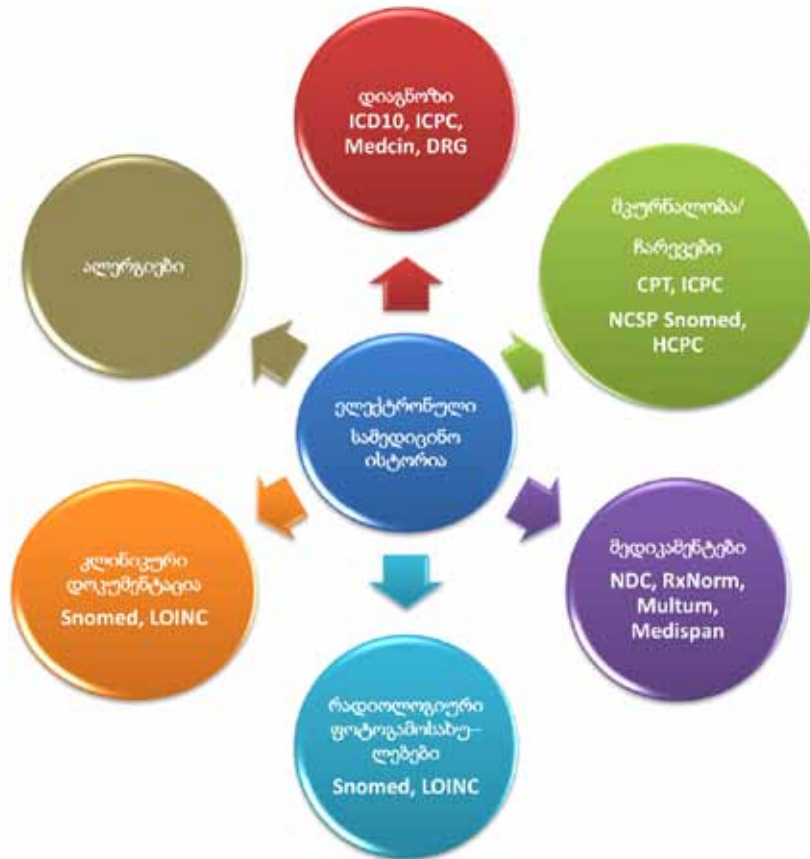 დიაგნოზი
ICD10, ICPC,
Medcin, DRG
მკურნალობა/
ჩარევები
CPT, ICPC
NCSP Snomed,
HCPC
ალერგიები
ელექტრონული
სამედიცინო
ისტორია
მედიკამენტები
NDC, RxNorm,
Multum,
Medispan
კლინიკური
დოკუმენტაცია
Snomed, LOINC
რადიოლოგიური
ფოტოგამოსახუ–
ლებები
Snomed, LOINC